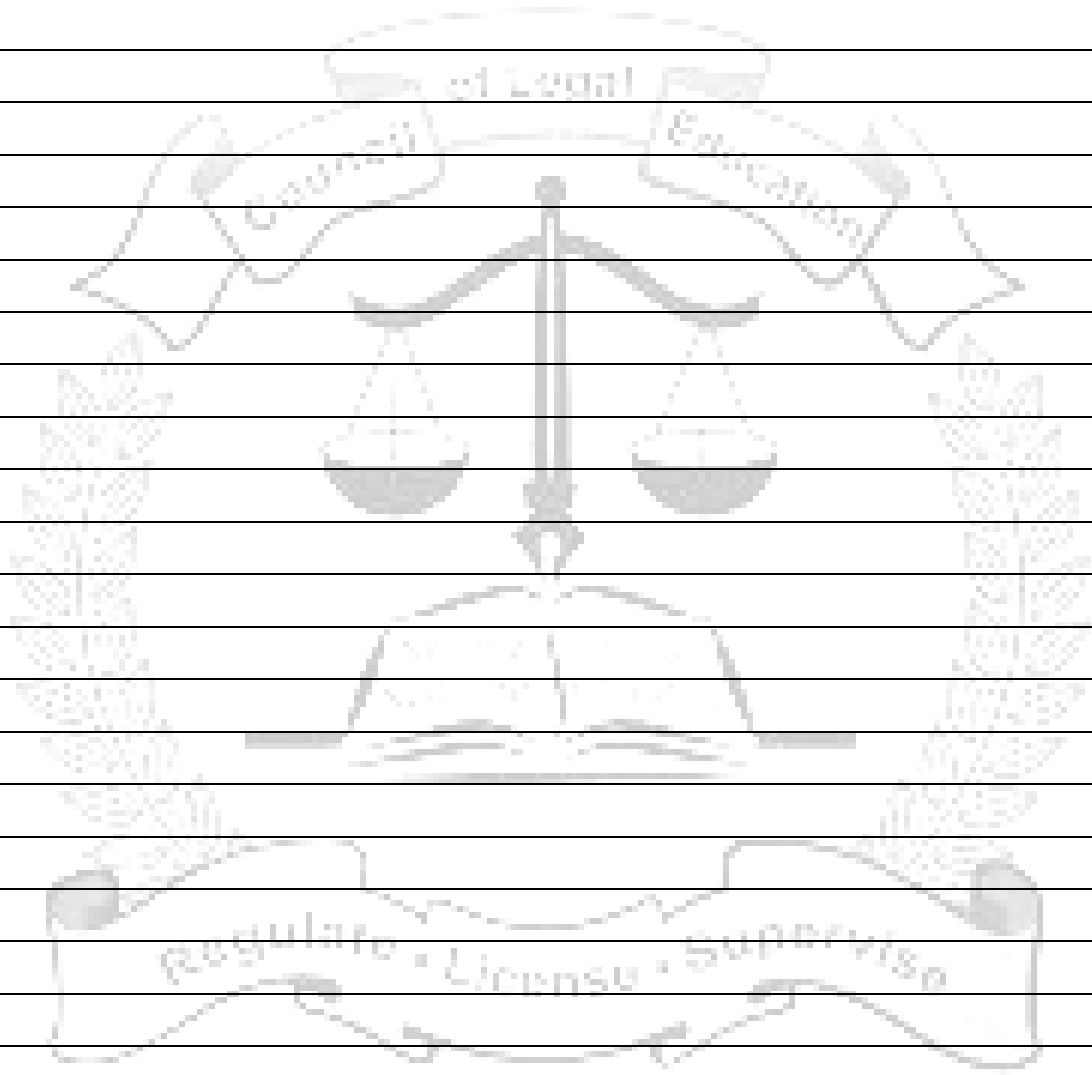 Council of Legal Education
Regulate · License · Supervise